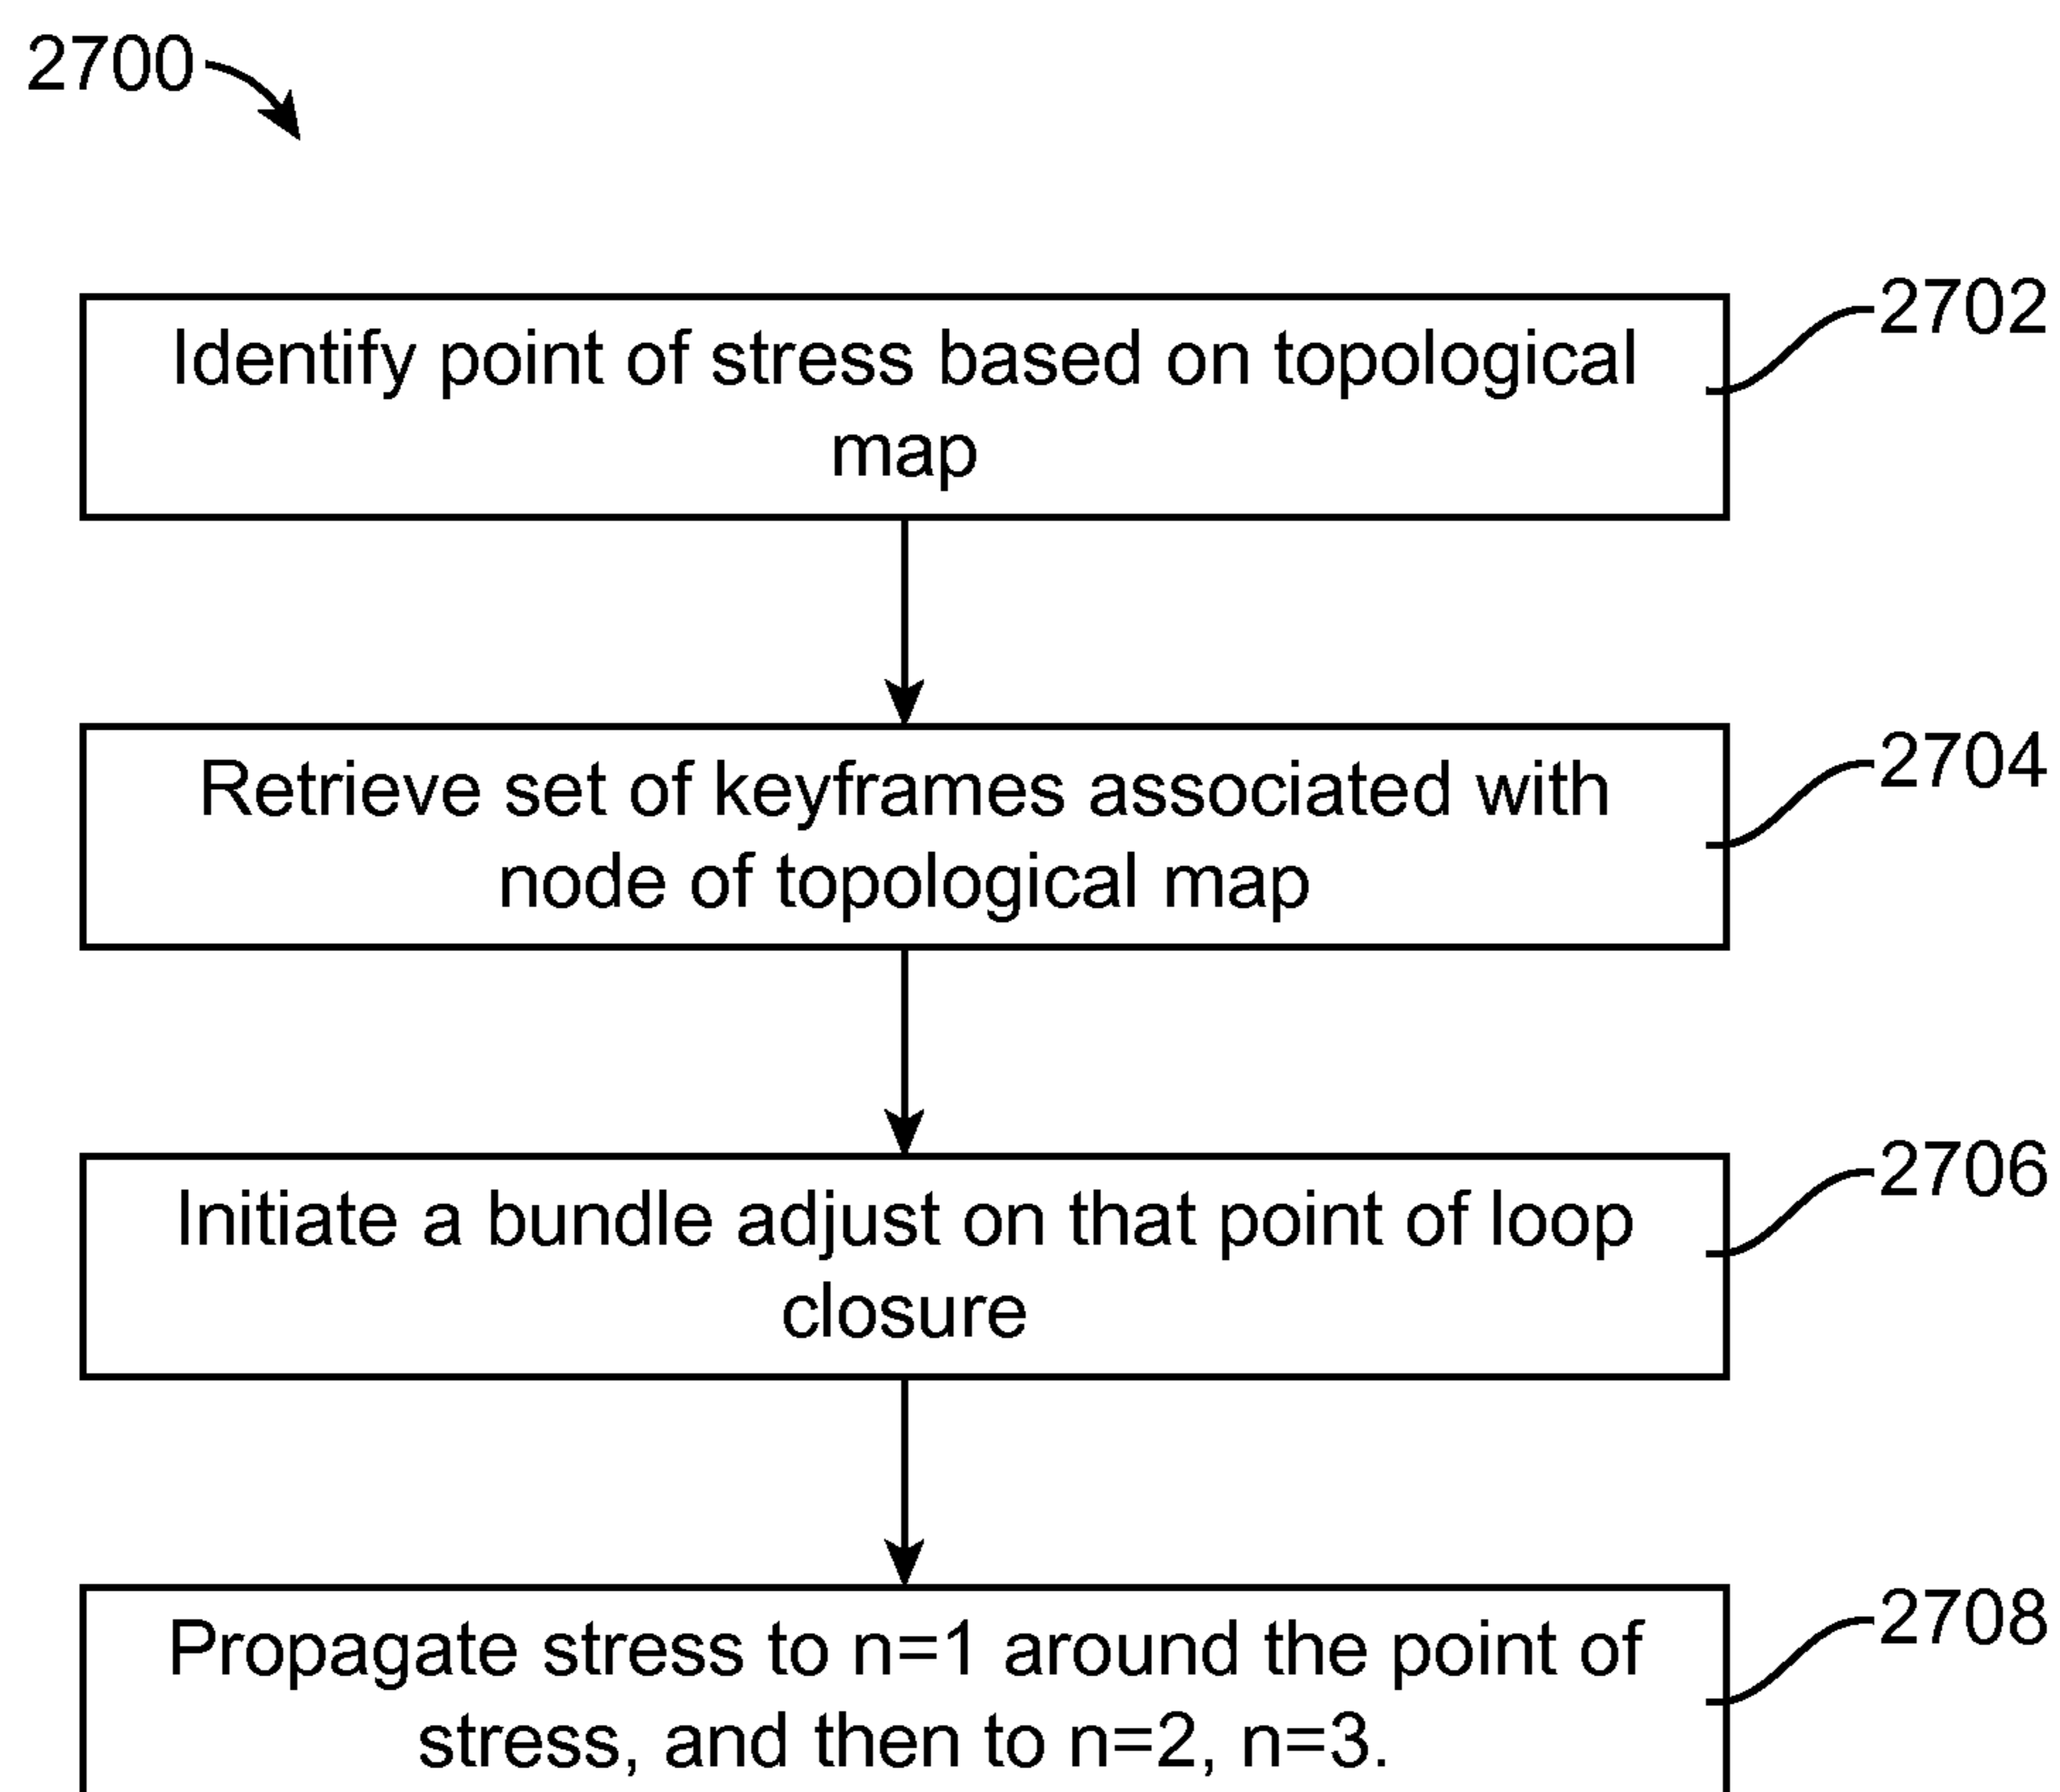 2700
Identify point of stress based on topological
map
2702
Retrieve set of keyframes associated with
node of topological map
2704
Initiate a bundle adjust on that point of loop
closure
2706
Propagate stress to n=1 around the point of
stress, and then to n=2, n=3.
2708